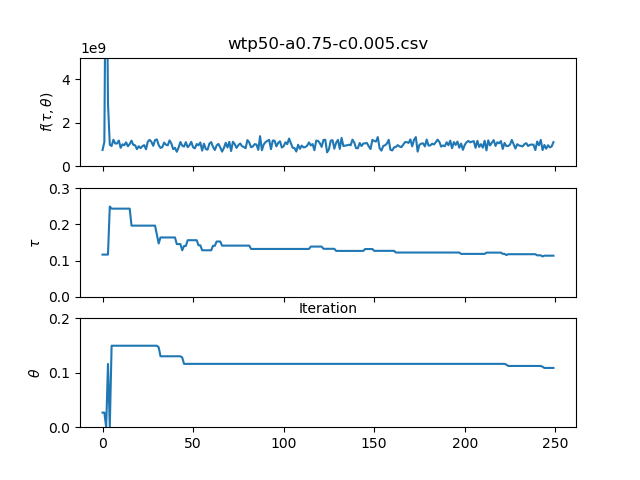 wtp50-a0.75-c0.005.csv
1e9
4
2
0
f(τ, θ)
0.3
0.2
0.1
0.0
τ
Iteration
0.2
0.1
0.0
θ
0 50 100 150 200 250